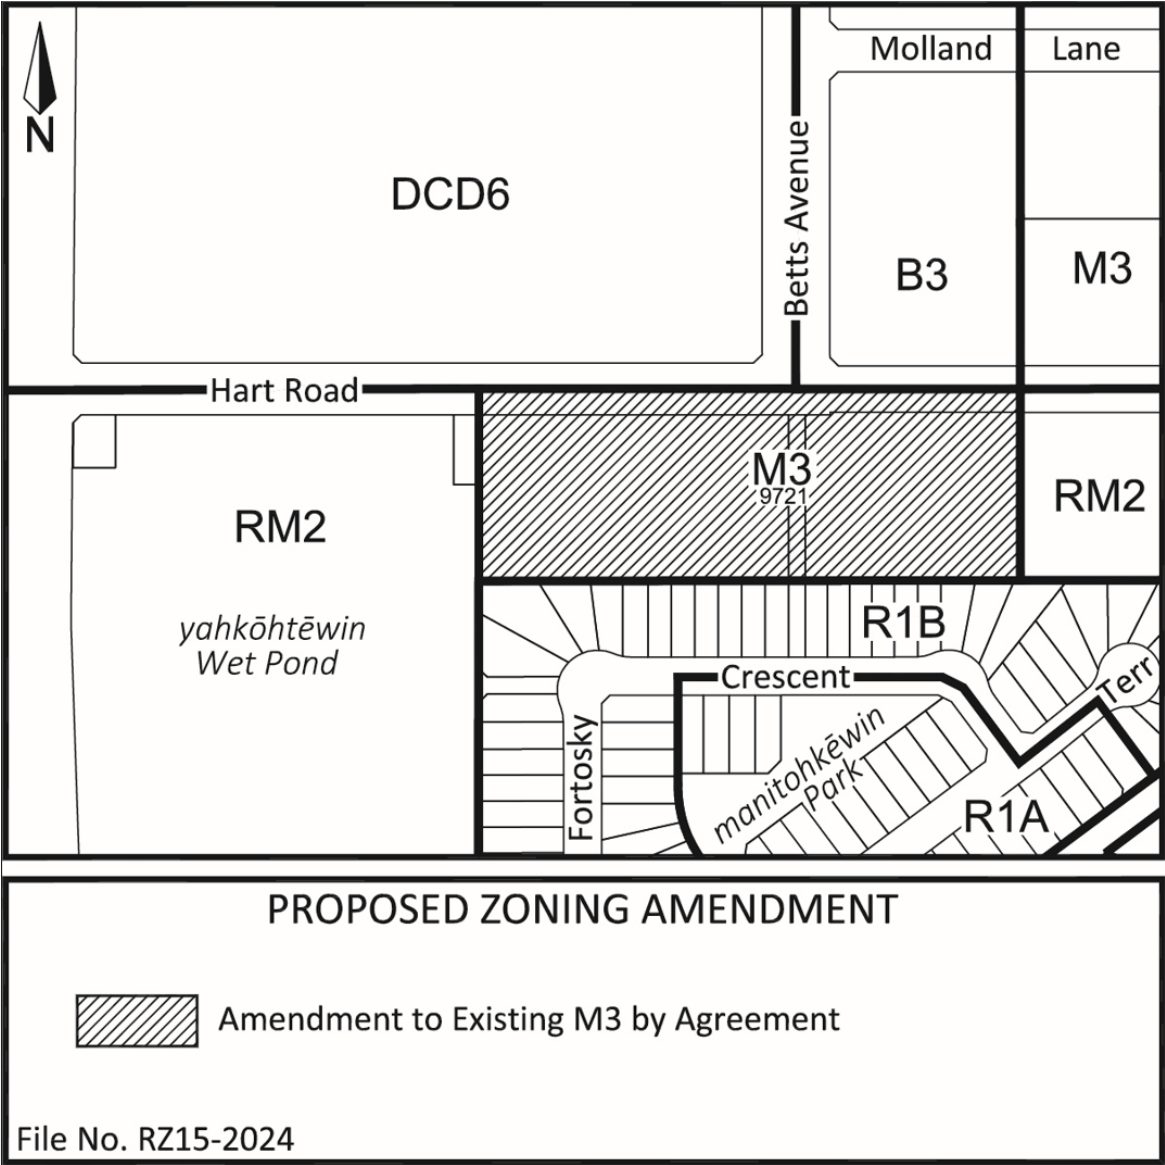 Molland Lane
N
Betts Avenue
DCD6
B3
M3
Hart Road
M3
9721
RM2
RM2
yahkōhtēwin
Wet Pond
R1B
Crescent
Terr
Fortosky
manitohkēwin
Park
R1A
PROPOSED ZONING AMENDMENT
Amendment to Existing M3 by Agreement
File No. RZ15-2024